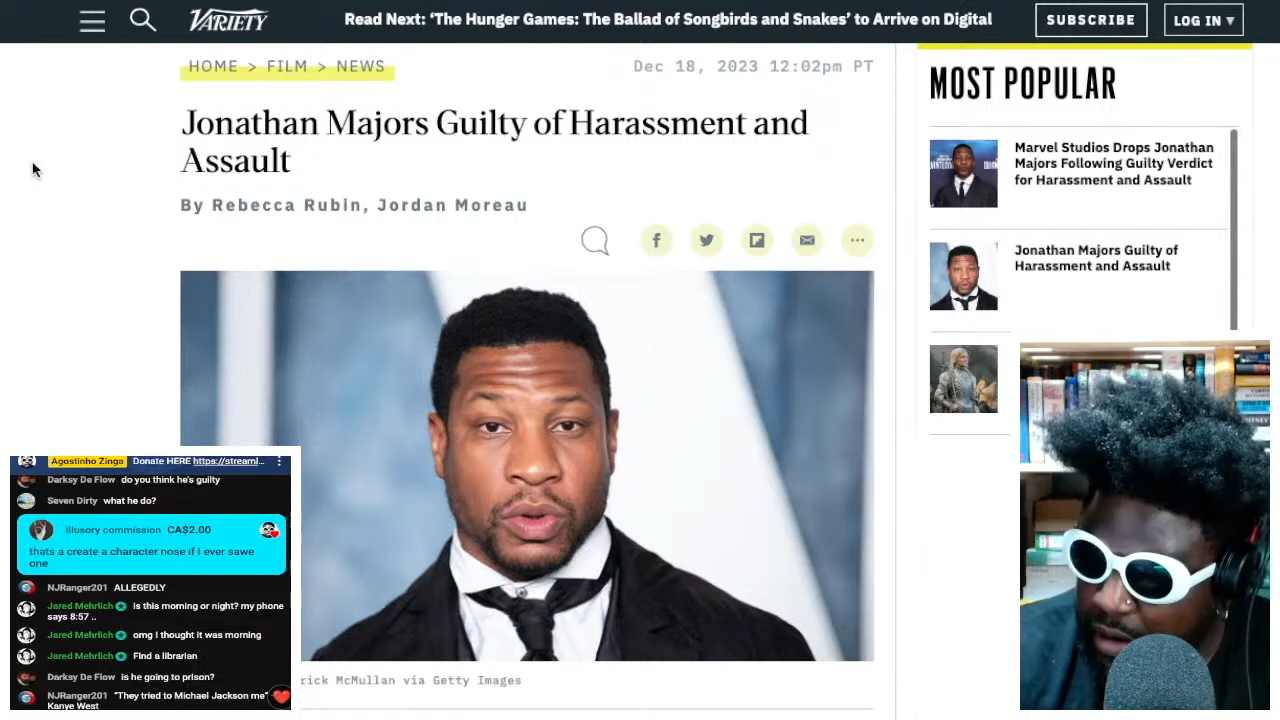 VARIETY
Read Next: ‘The Hunger Games: The Ballad of Songbirds and Snakes’ to Arrive on Digital
SUBSCRIBE
LOG IN ▾
HOME > FILM > NEWS
Dec 18, 2023 12:02pm PT
Jonathan Majors Guilty of Harassment and
Assault
By Rebecca Rubin, Jordan Moreau
rick McMullan via Getty Images
MOST POPULAR
Marvel Studios Drops Jonathan
Majors Following Guilty Verdict
for Harassment and Assault
Jonathan Majors Guilty of
Harassment and Assault
Agostinho Zinga Donate HERE https://streaml...
Darksy De Flow do you think he's guilty
Seven Dirty what he do?
illusory commission CA$2.00
thats a create a character nose if I ever sawe
one
NJRanger201 ALLEGEDLY
Jared Mehrlich Is this morning or night? my phone
says 8:57 ..
Jared Mehrlich omg I thought it was morning
Jared Mehrlich Find a librarian
Darksy De Flow is he going to prison?
NJRanger201 "They tried to Michael Jackson me"
Kanye West